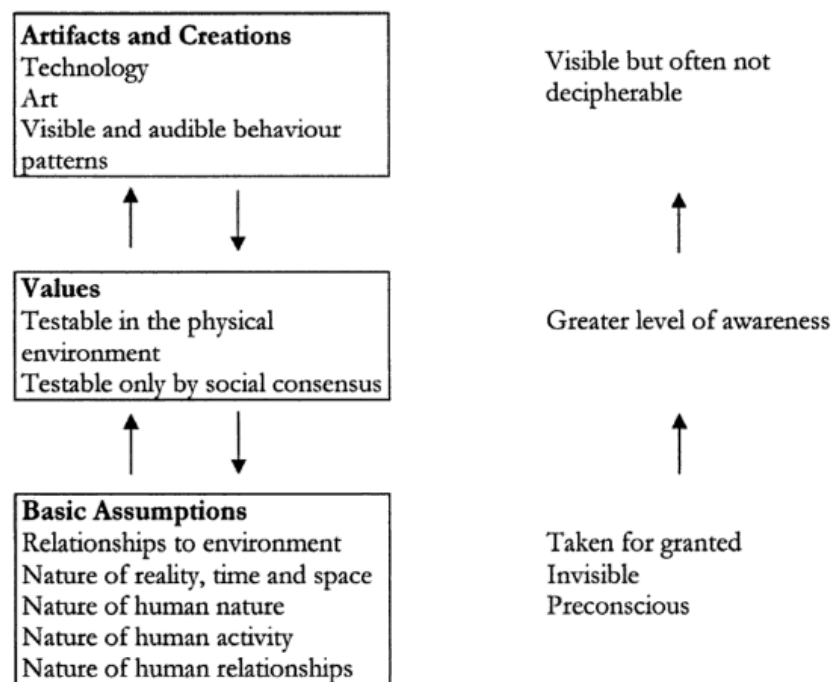 Artifacts and Creations
Technology
Art
Visible and audible behaviour
patterns
Visible but often not
decipherable
Values
Testable in the physical
environment
Testable only by social consensus
Greater level of awareness
Basic Assumptions
Relationships to environment
Nature of reality, time and space
Nature of human nature
Nature of human activity
Nature of human relationships
Taken for granted
Invisible
Preconscious